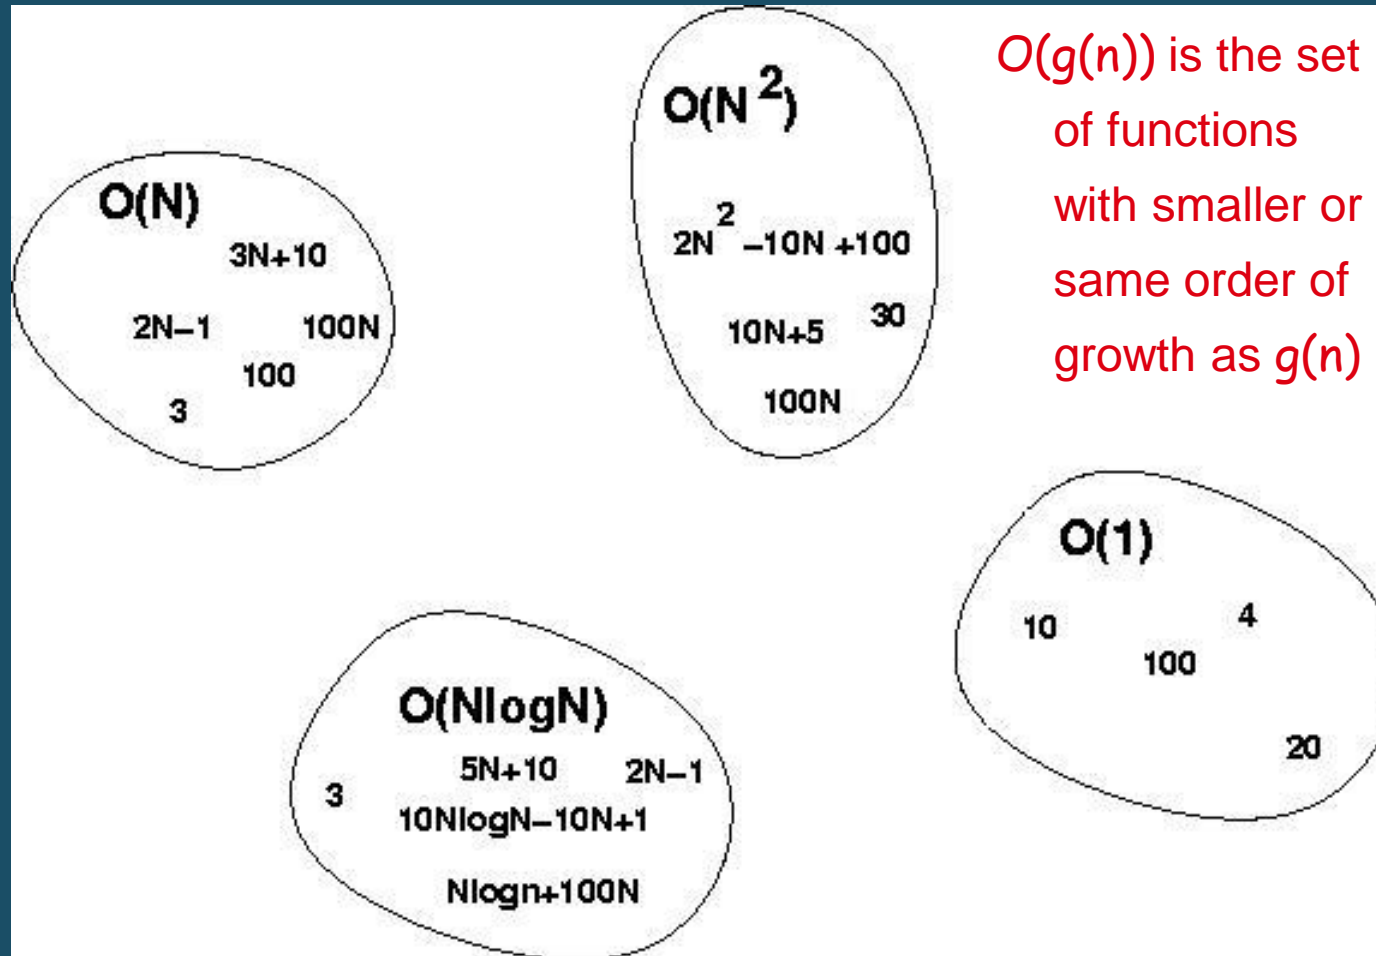 O(g(n)) is the set
of functions
with smaller or
same order of
growth as g(n)
O(N)
3N+10
2N−1 100N
100
3
O(N²)
2N² −10N +100
10N+5 30
100N
O(1)
10 4
100
20
O(NlogN)
5N+10 2N−1
3
10NlogN−10N+1
Nlogn+100N